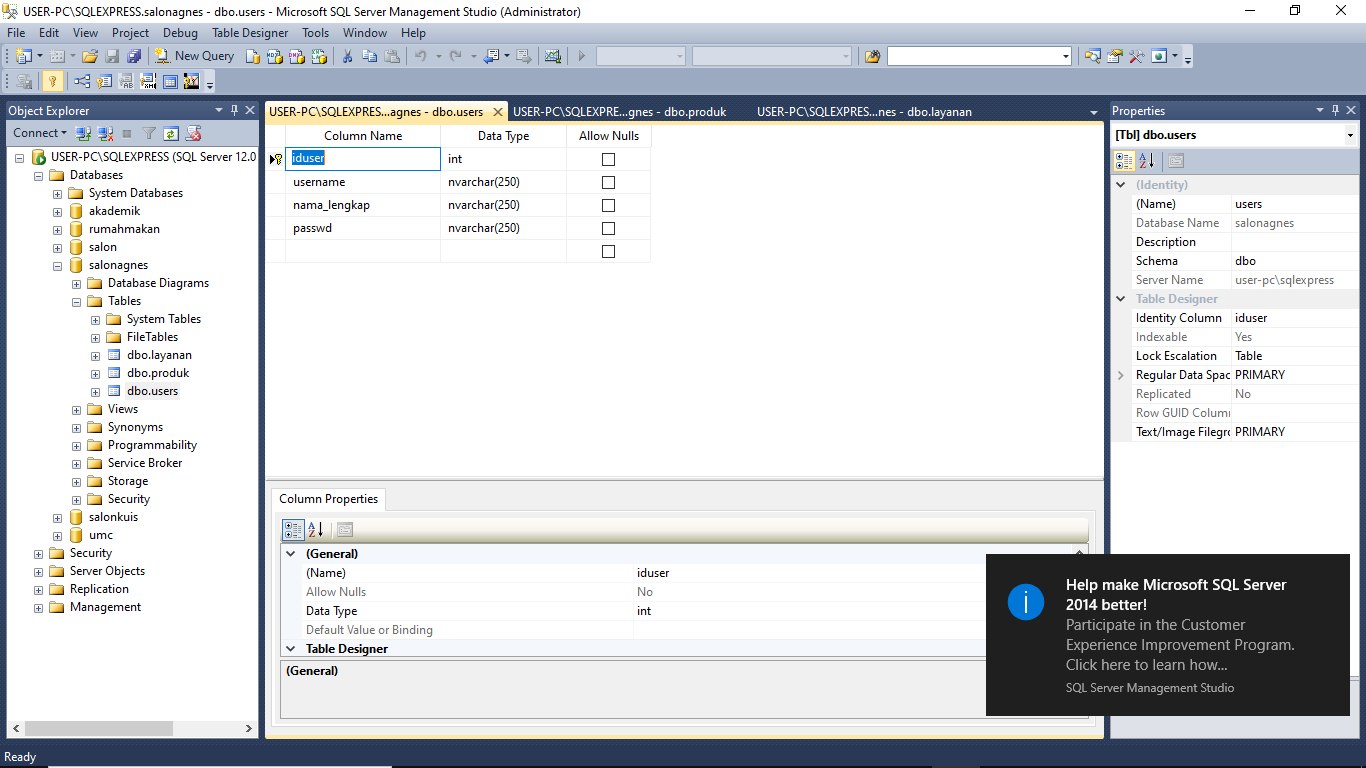 USER-PC\SQLEXPRESS.salonagnes - dbo.users - Microsoft SQL Server Management Studio (Administrator)
File Edit View Project Debug Table Designer Tools Window Help
New Query
Object Explorer
Connect
USER-PC\SQLEXPRESS (SQL Server 12.0
Databases
System Databases
akademik
rumahmakan
salon
salonagnes
Database Diagrams
Tables
System Tables
FileTables
dbo.layanan
dbo.produk
dbo.users
Views
Synonyms
Programmability
Service Broker
Storage
Security
salonkuis
umc
Security
Server Objects
Replication
Management
USER-PC\SQLEXPRES...agnes - dbo.users USER-PC\SQLEXPRE...gnes - dbo.produk USER-PC\SQLEXPRES...nes - dbo.layanan
Column Name Data Type Allow Nulls
iduser int
username nvarchar(250)
nama_lengkap nvarchar(250)
passwd nvarchar(250)
Column Properties
(General)
(Name) iduser
Allow Nulls No
Data Type int
Default Value or Binding
Table Designer
(General)
Properties
[Tbl] dbo.users
(Identity)
(Name) users
Database Name salonagnes
Description
Schema dbo
Server Name user-pc\sqlexpress
Table Designer
Identity Column iduser
Indexable Yes
Lock Escalation Table
Regular Data Spac PRIMARY
Replicated No
Row GUID Colum
Text/Image Filegro PRIMARY
Help make Microsoft SQL Server
2014 better!
Participate in the Customer
Experience Improvement Program.
Click here to learn how...
SQL Server Management Studio
Ready